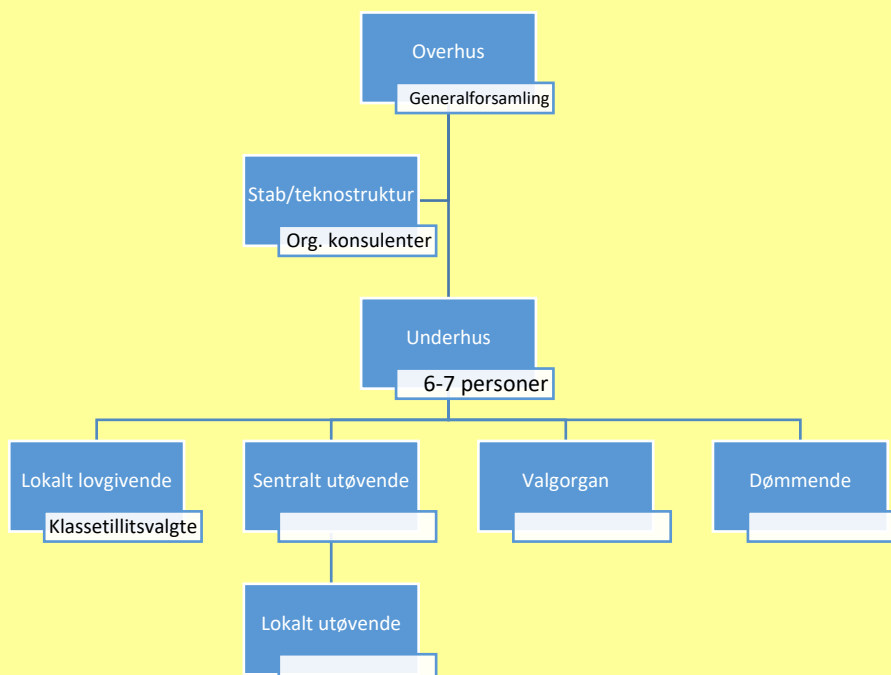 Overhus
Generalforsamling
Stab/teknostruktur
Org. konsulenter
Underhus
6-7 personer
Lokalt lovgivende
Klassetillitsvalgte
Sentralt utøvende
Valgorgan
Dømmende
Lokalt utøvende